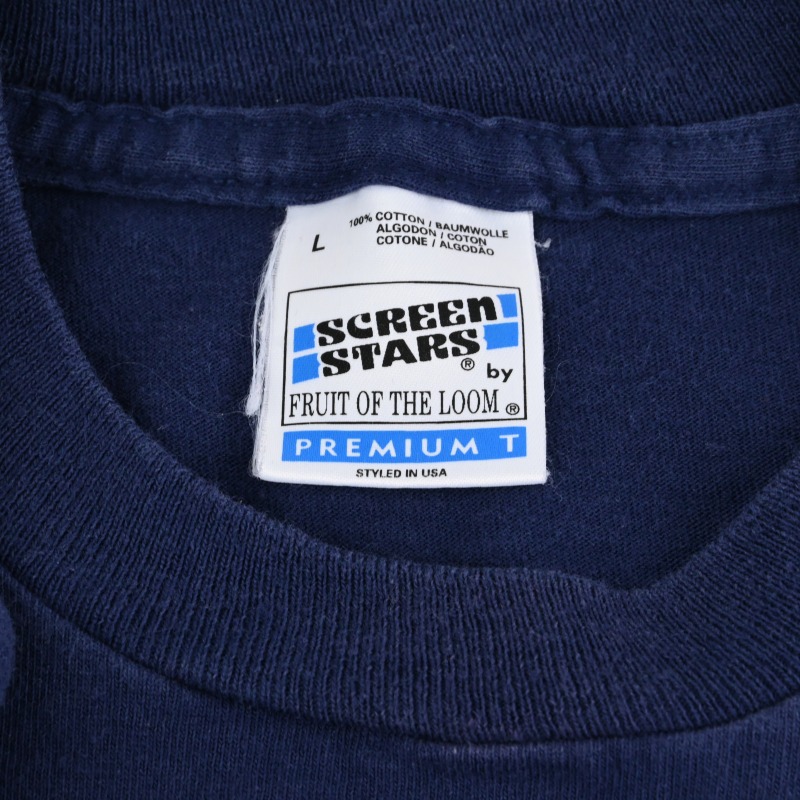 L
100% COTTON / BAUMWOLLE
ALGODON / COTON
COTONE / ALGODÃO
SCREEN
STARS®
by
FRUIT OF THE LOOM ®
PREMIUM T
STYLED IN USA